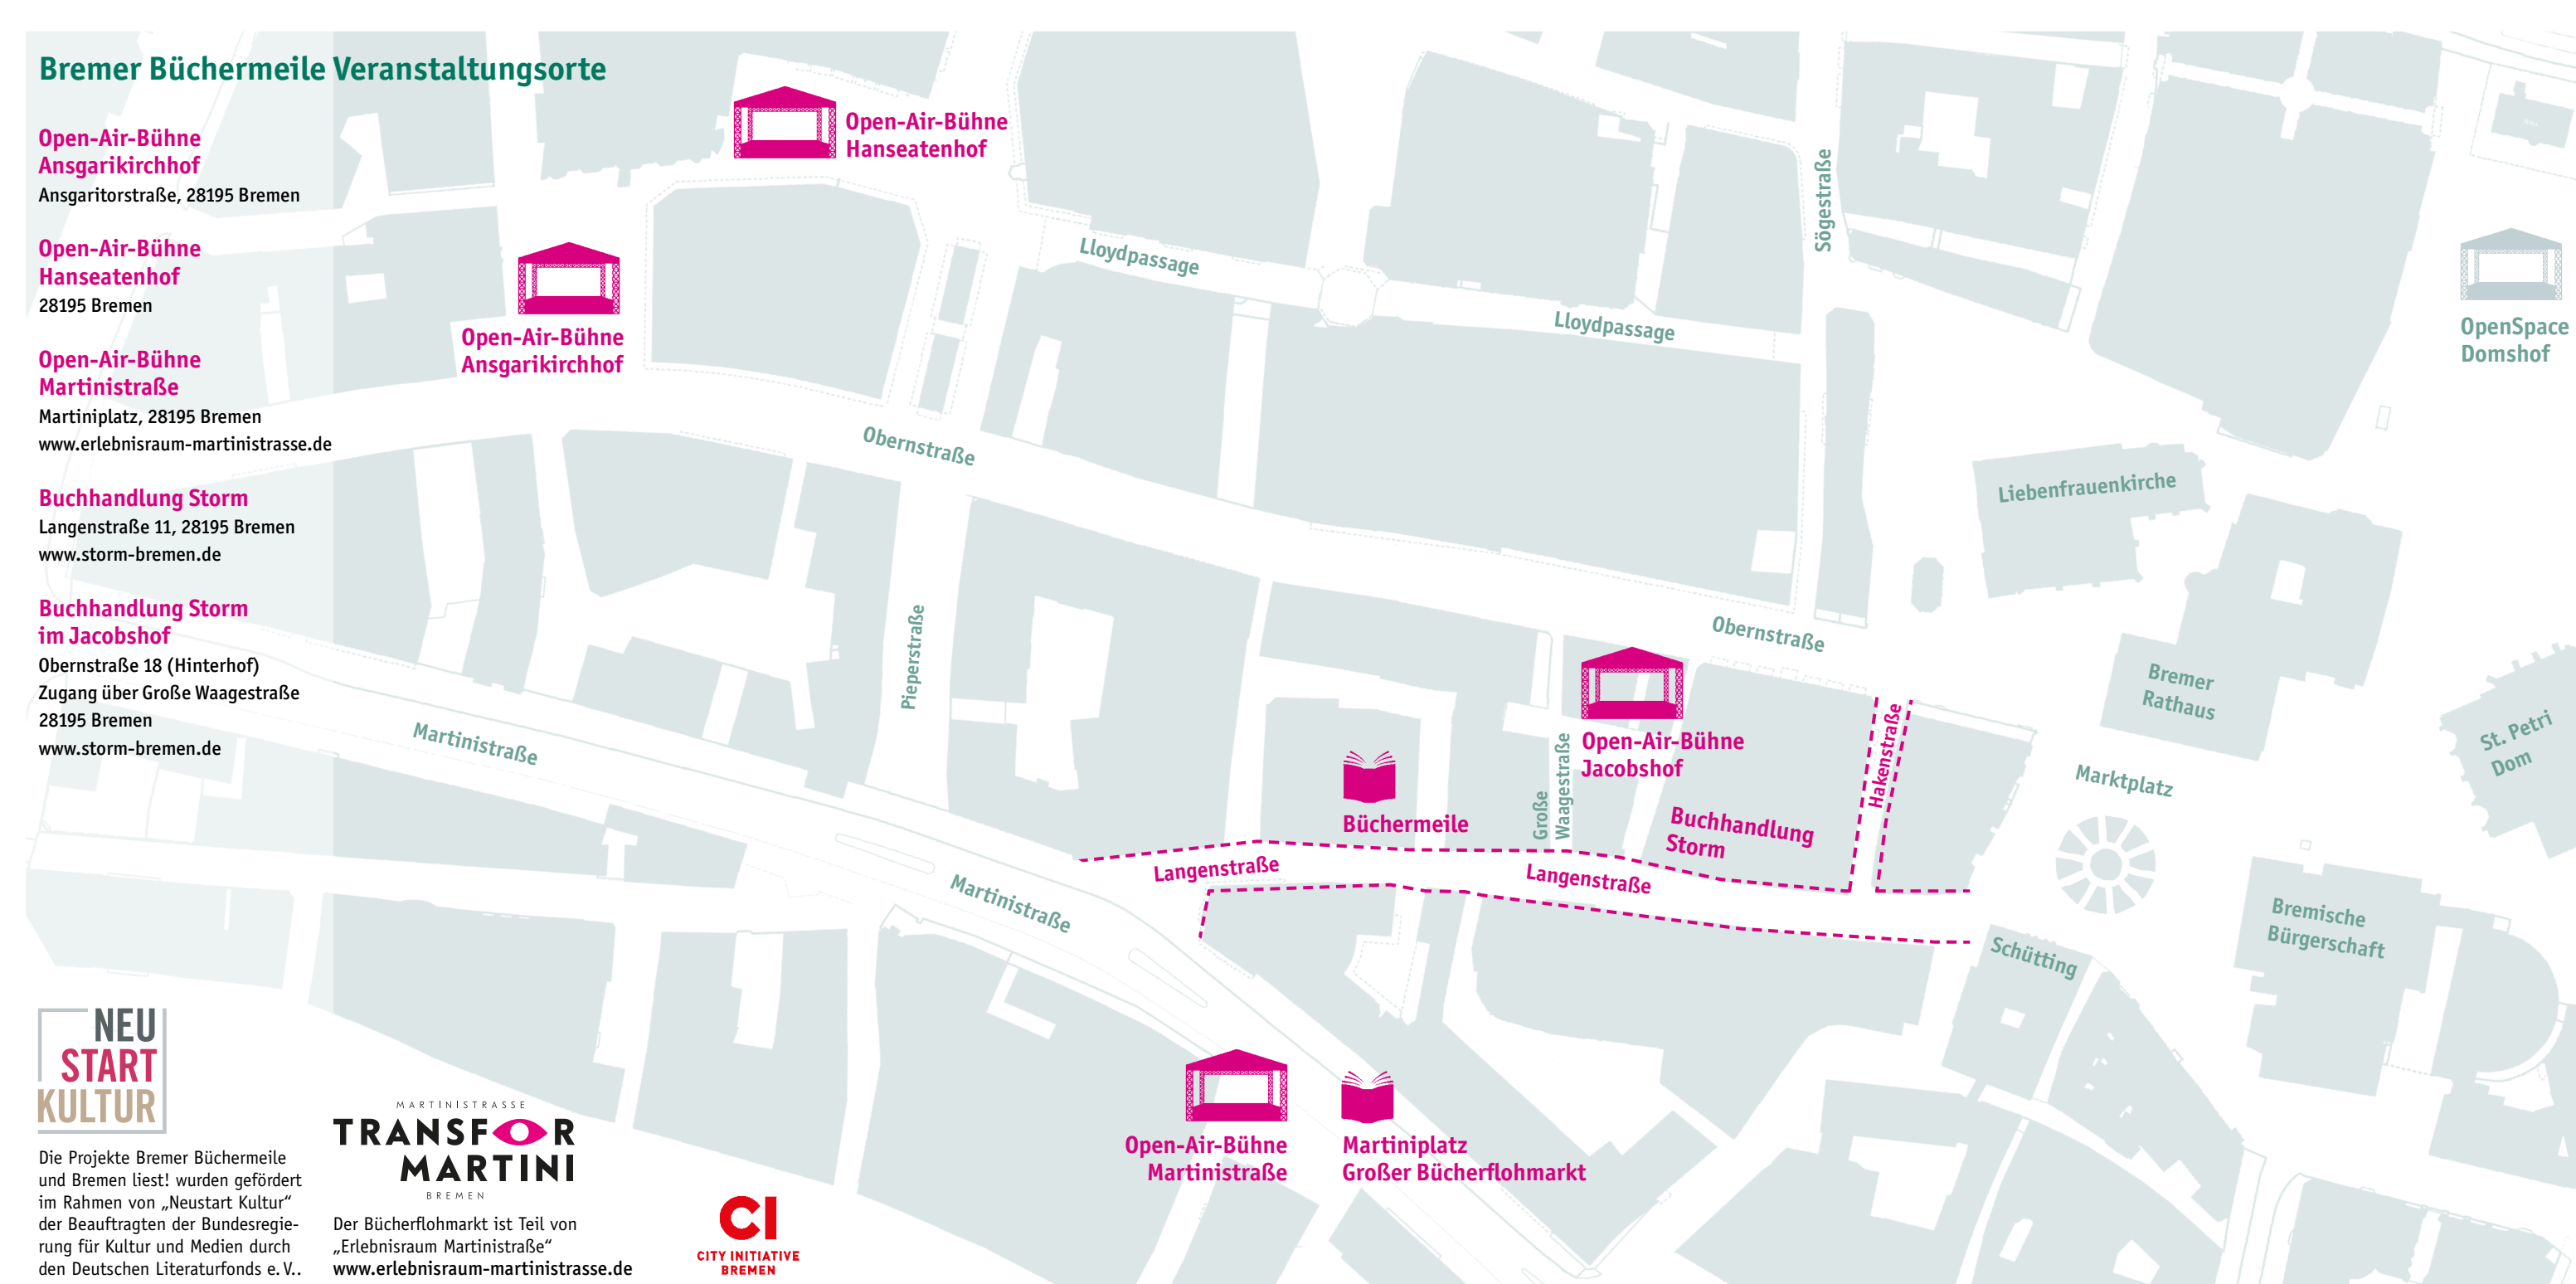 Bremer Büchermeile Veranstaltungsorte
Open-Air-Bühne
Ansgarikirchhof
Ansgaritorstraße, 28195 Bremen
Open-Air-Bühne
Hanseatenhof
28195 Bremen
Open-Air-Bühne
Martinistraße
Martiniplatz, 28195 Bremen
www.erlebnisraum-martinistrasse.de
Buchhandlung Storm
Langenstraße 11, 28195 Bremen
www.storm-bremen.de
Buchhandlung Storm
im Jacobshof
Obernstraße 18 (Hinterhof)
Zugang über Große Waagestraße
28195 Bremen
www.storm-bremen.de
NEU
START
KULTUR
Die Projekte Bremer Büchermeile
und Bremen liest! wurden gefördert
im Rahmen von „Neustart Kultur“
der Beauftragten der Bundesregie-
rung für Kultur und Medien durch
den Deutschen Literaturfonds e. V..
MARTINISTRASSE
TRANSFOR
MARTINI
BREMEN
Der Bücherflohmarkt ist Teil von
„Erlebnisraum Martinistraße“
www.erlebnisraum-martinistrasse.de
CI
CITY INITIATIVE
BREMEN
Open-Air-Bühne
Hanseatenhof
Open-Air-Bühne
Ansgarikirchhof
Lloydpassage
Lloydpassage
Sögestraße
OpenSpace
Domshof
Obernstraße
Obernstraße
Liebenfrauenkirche
Pieperstraße
Martinistraße
Martinistraße
Bremer
Rathaus
St. Petri
Dom
Marktplatz
Open-Air-Bühne
Jacobshof
Hakenstraße
Große
Waagestraße
Büchermeile
Buchhandlung
Storm
Langenstraße
Langenstraße
Schütting
Bremische
Bürgerschaft
Open-Air-Bühne
Martinistraße
Martiniplatz
Großer Bücherflohmarkt